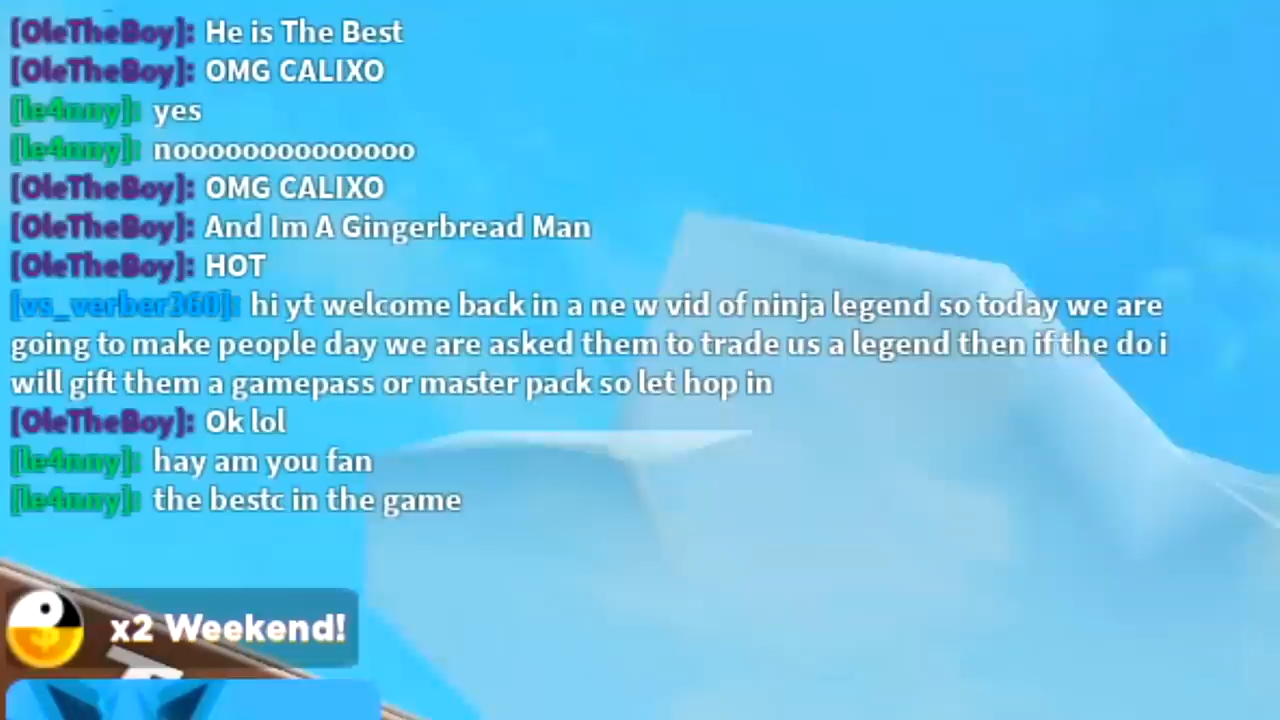 [OleTheBoy]: He is The Best
[OleTheBoy]: OMG CALIXO
[le4nny]: yes
[le4nny]: nooooooooooooooo
[OleTheBoy]: OMG CALIXO
[OleTheBoy]: And Im A Gingerbread Man
[OleTheBoy]: HOT
[vs_verber360]: hi yt welcome back in a ne w vid of ninja legend so today we are
going to make people day we are asked them to trade us a legend then if the do i
will gift them a gamepass or master pack so let hop in
[OleTheBoy]: Ok lol
[le4nny]: hay am you fan
[le4nny]: the bestc in the game
x2 Weekend!